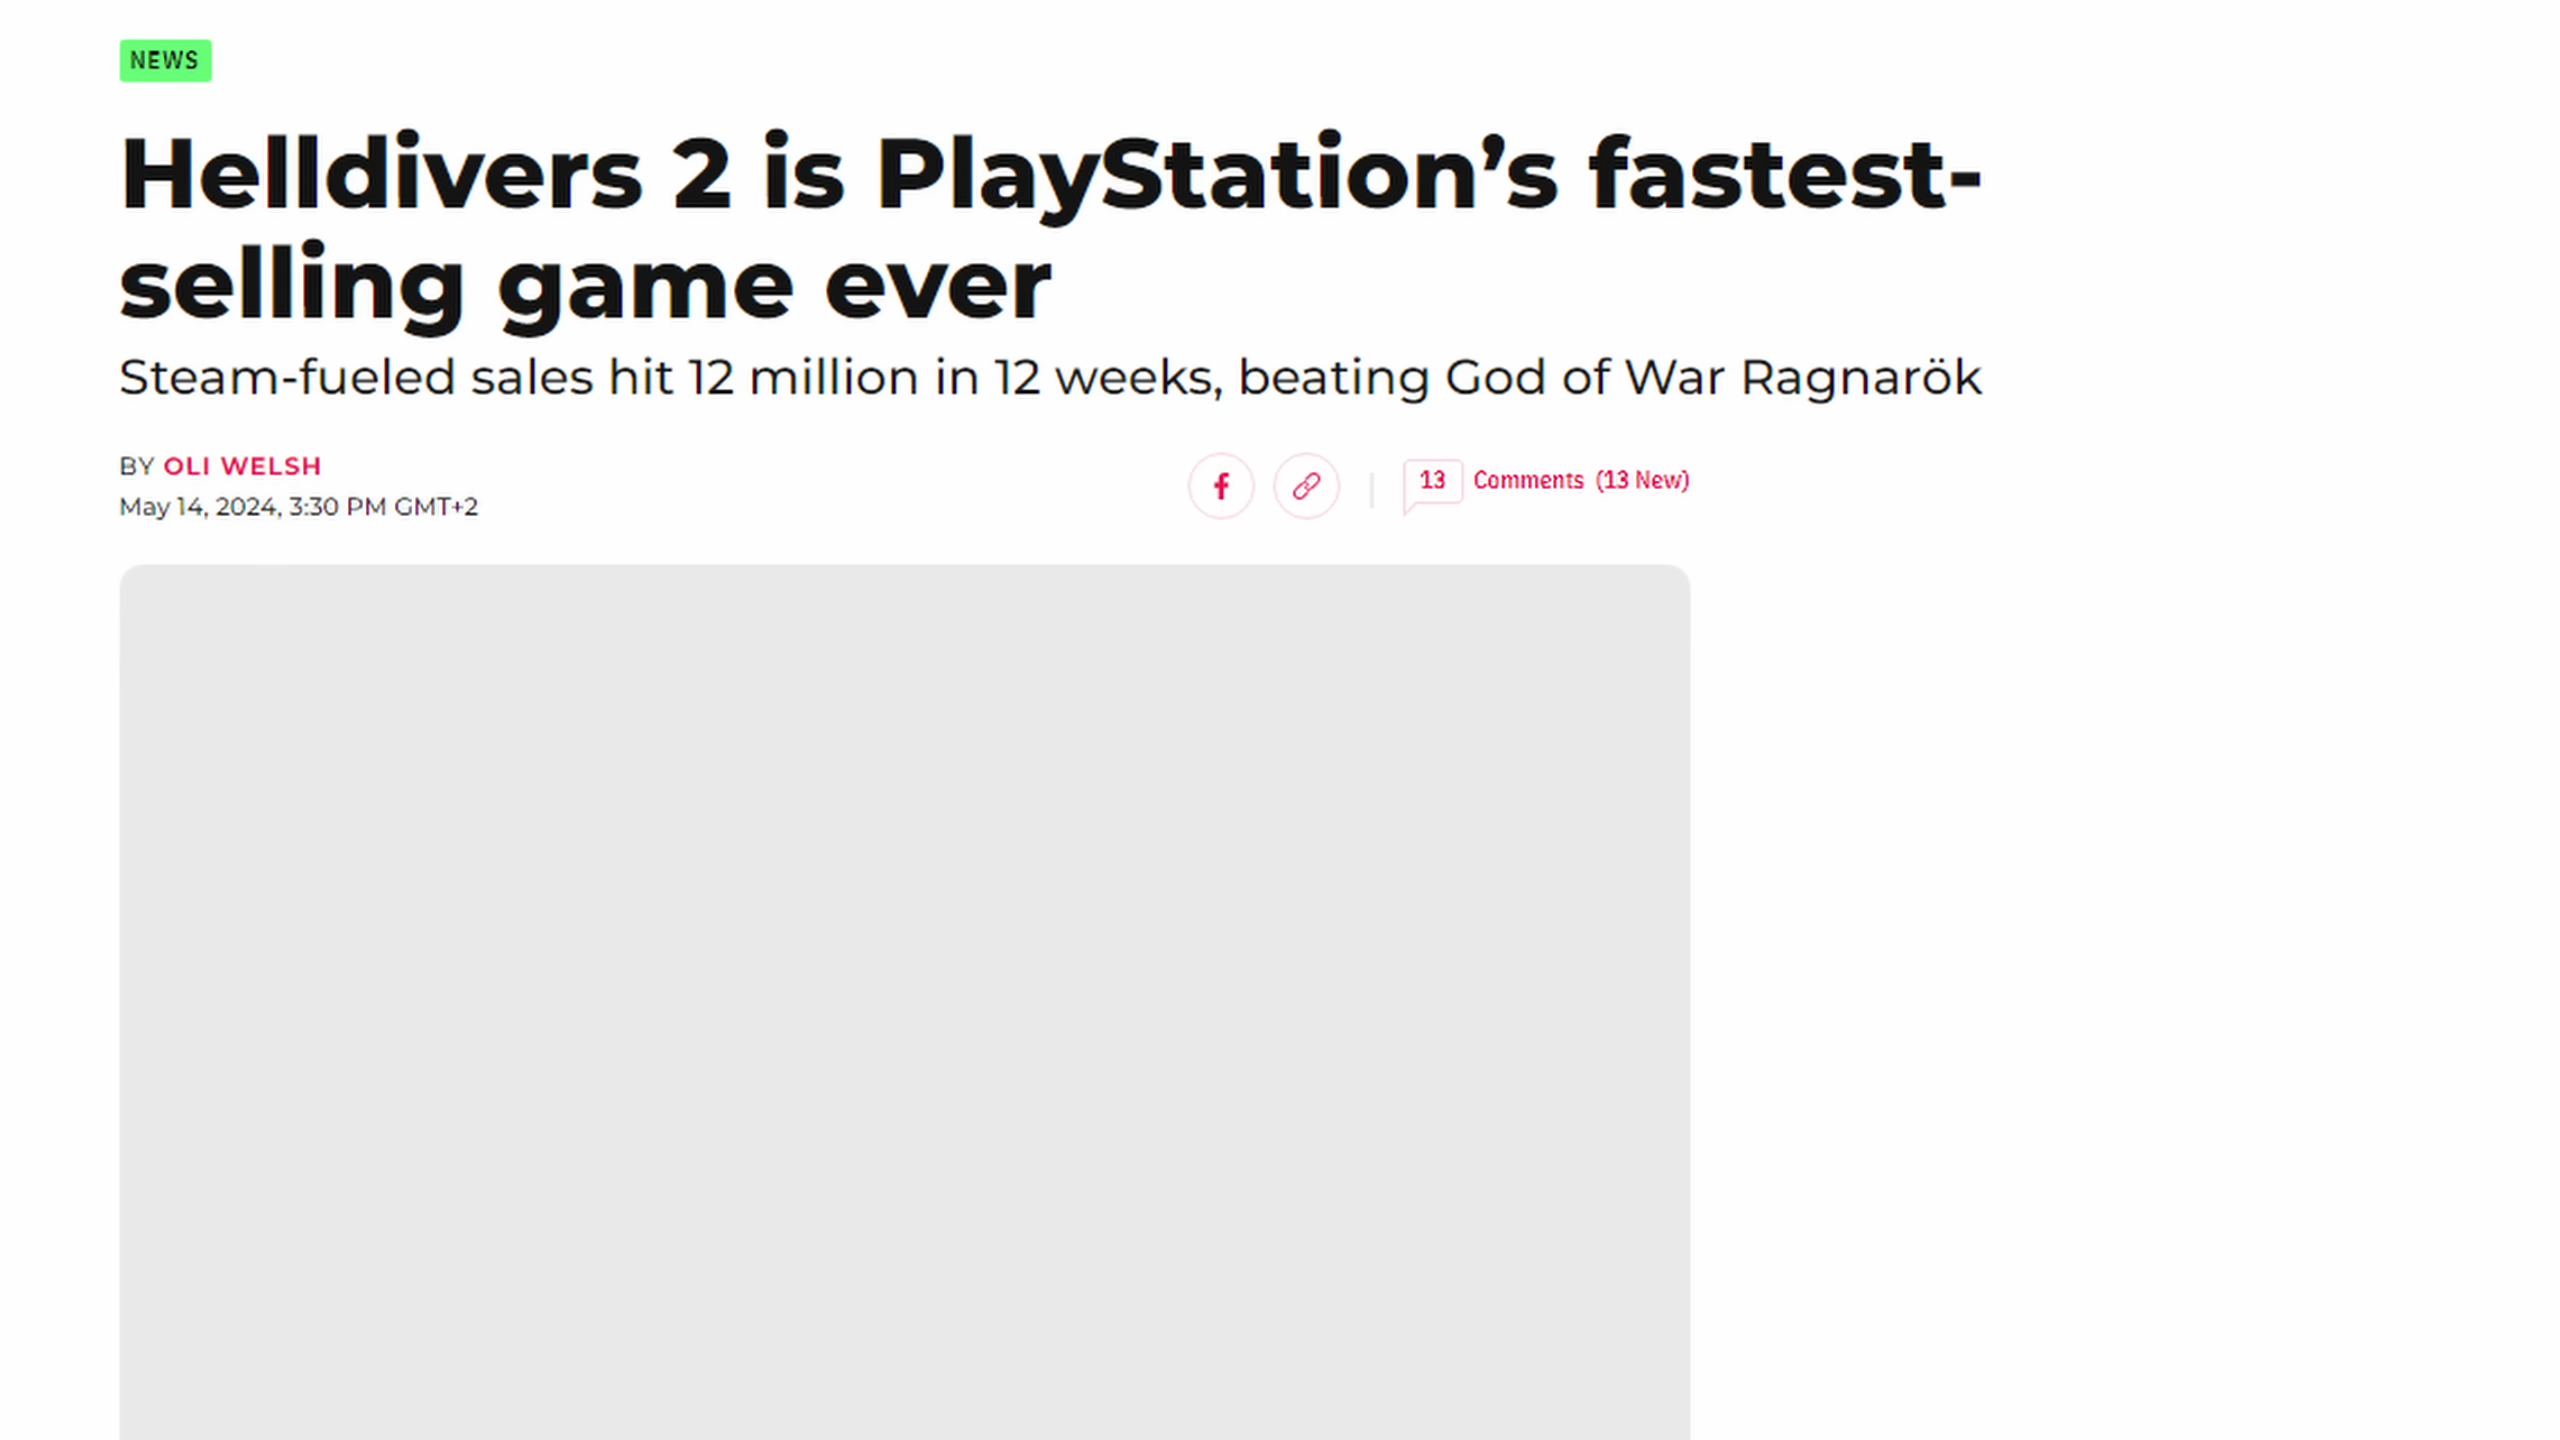 NEWS
Helldivers 2 is PlayStation’s fastest-
selling game ever
Steam-fueled sales hit 12 million in 12 weeks, beating God of War Ragnarök
BY OLI WELSH
May 14, 2024, 3:30 PM GMT+2
13 Comments (13 New)